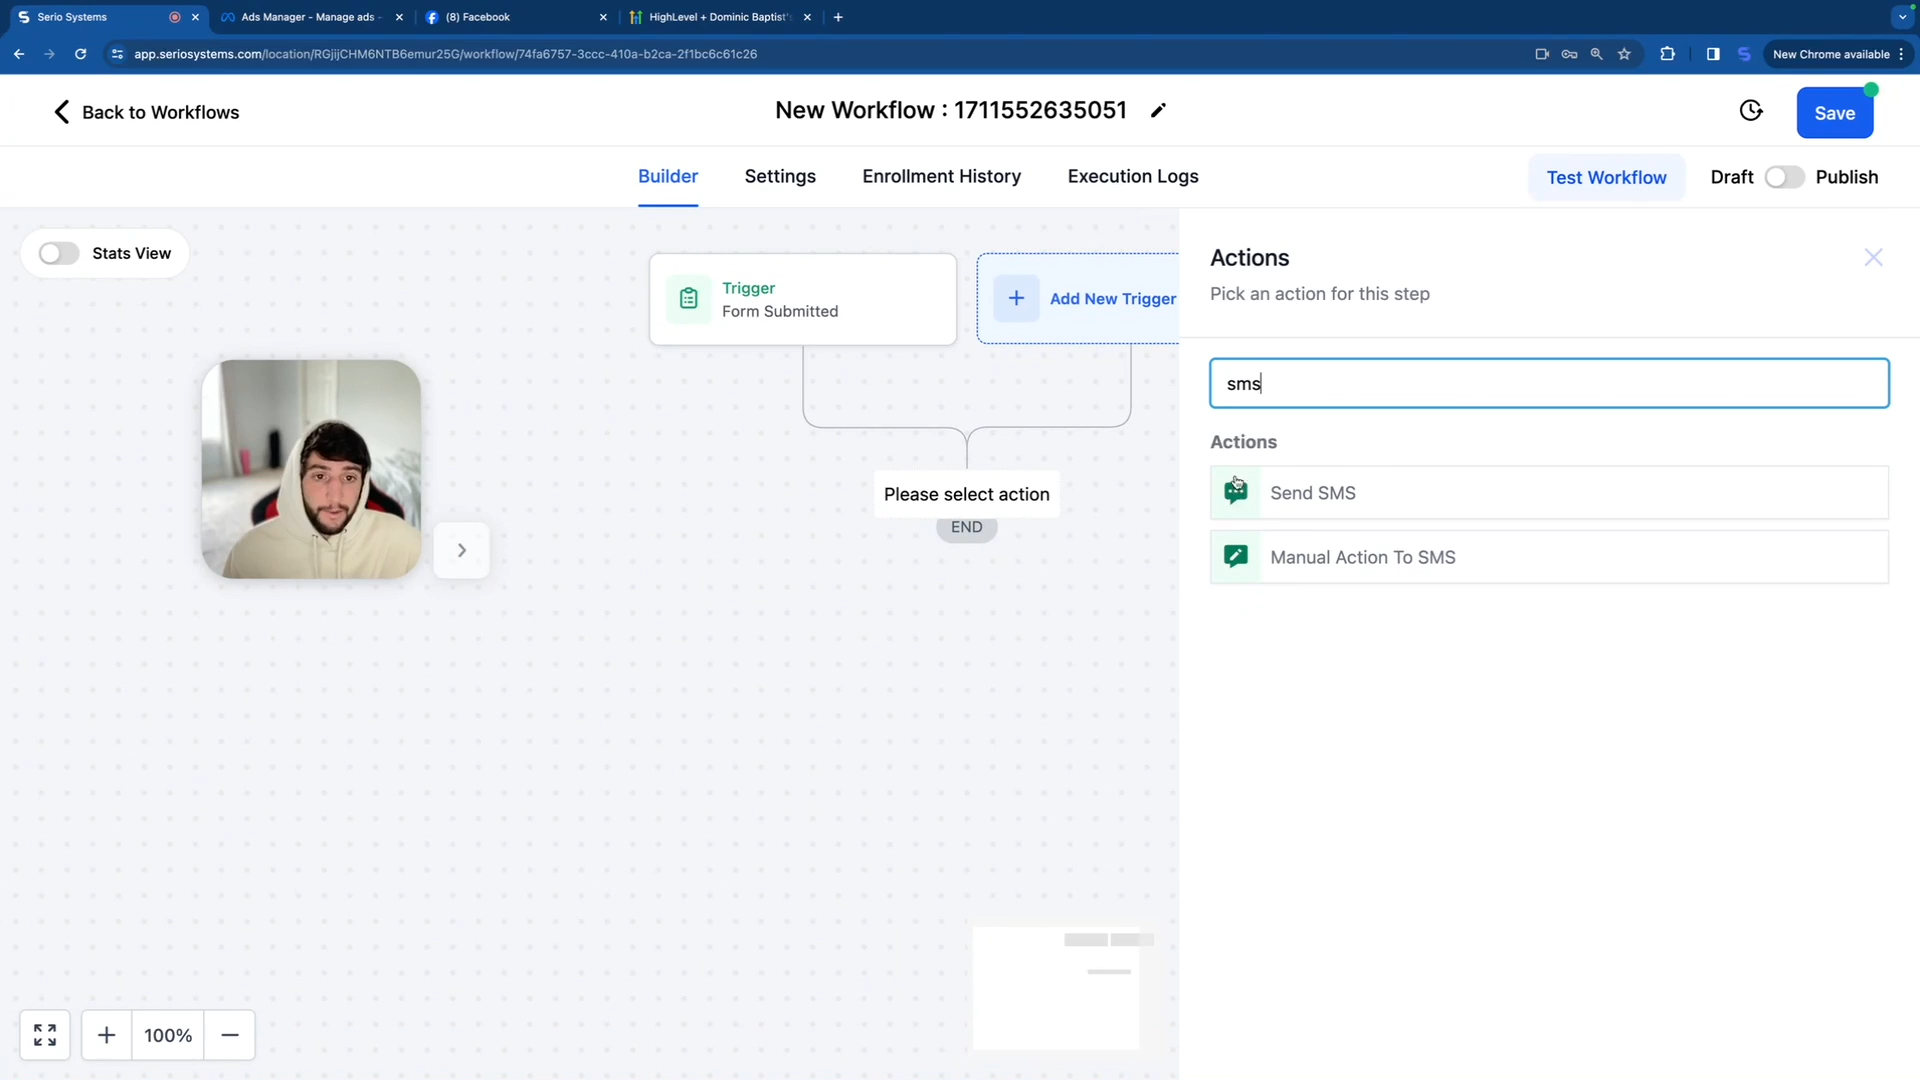 Serio Systems
Ads Manager - Manage ads -
(8) Facebook
HighLevel + Dominic Baptist's
app.seriosystems.com/location/RGjijCHM6NTB6emur25G/workflow/74fa6757-3ccc-410a-b2ca-2f1bc6c61c26
New Chrome available
Back to Workflows
New Workflow : 1711552635051
Save
Builder
Settings
Enrollment History
Execution Logs
Test Workflow
Draft
Publish
Stats View
Trigger
Form Submitted
Add New Trigger
Please select action
END
Actions
Pick an action for this step
sms
Actions
Send SMS
Manual Action To SMS
100%